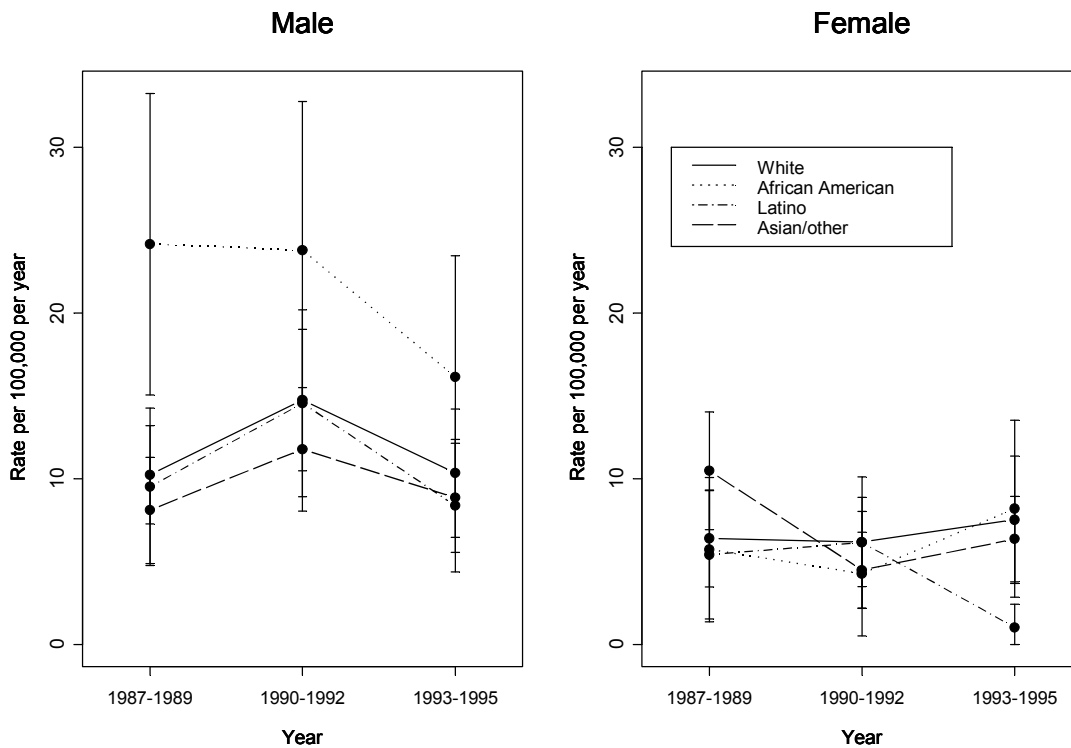 Male
Rate per 100,000 per year
30
20
10
0
1987-1989
1990-1992
1993-1995
Year
Female
Rate per 100,000 per year
30
20
10
0
White
African American
Latino
Asian/other
1987-1989
1990-1992
1993-1995
Year